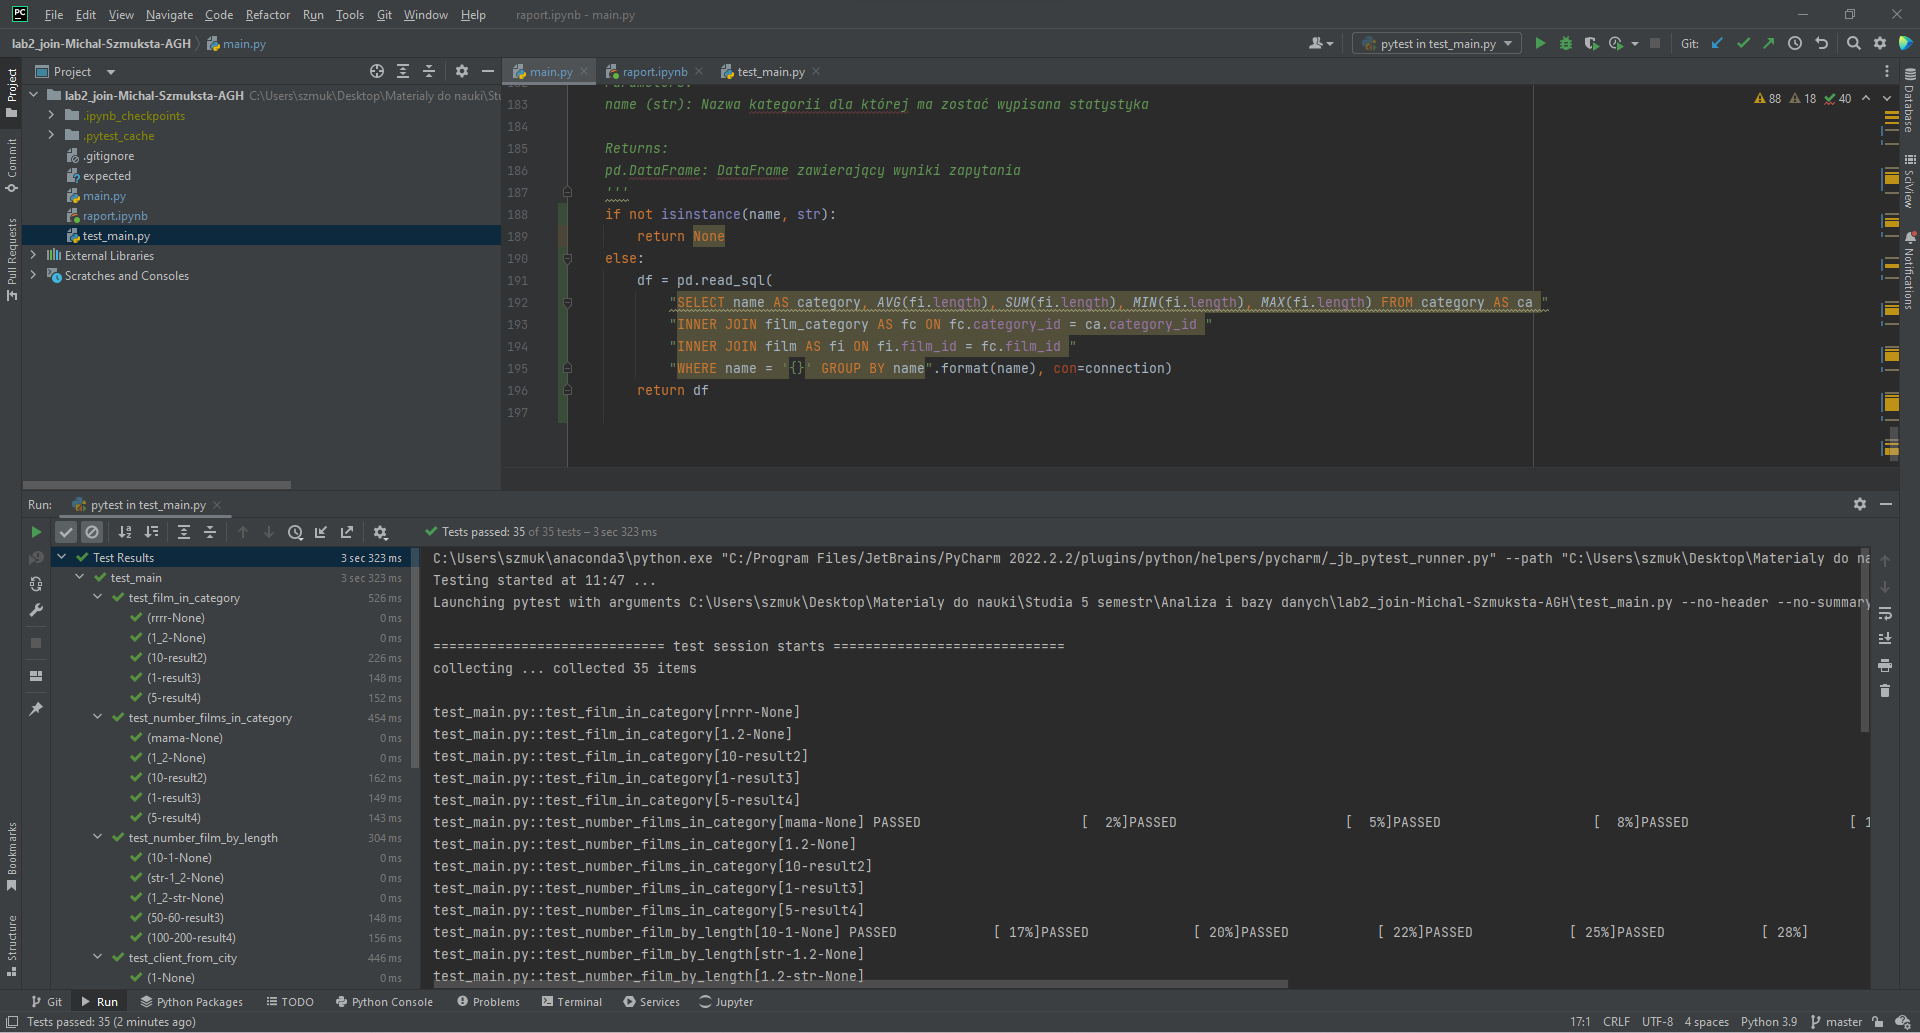 PC File Edit View Navigate Code Refactor Run Tools Git Window Help raport.ipynb - main.py
lab2_join-Michal-Szmuksta-AGH main.py pytest in test_main.py Git:
Project main.py raport.ipynb test_main.py
lab2_join-Michal-Szmuksta-AGH C:\Users\szmuk\Desktop\Materialy do nauki\Stu
.ipynb_checkpoints
.pytest_cache
.gitignore
expected
main.py
raport.ipynb
test_main.py
External Libraries
Scratches and Consoles
Project
Commit
Pull Requests
Bookmarks
Structure
88 18 40
183 name (str): Nazwa kategorii dla której ma zostać wypisana statystyka
184
185 Returns:
186 pd.DataFrame: DataFrame zawierający wyniki zapytania
187 '''
188 if not isinstance(name, str):
189 return None
190 else:
191 df = pd.read_sql(
192 "SELECT name AS category, AVG(fi.length), SUM(fi.length), MIN(fi.length), MAX(fi.length) FROM category AS ca "
193 "INNER JOIN film_category AS fc ON fc.category_id = ca.category_id "
194 "INNER JOIN film AS fi ON fi.film_id = fc.film_id "
195 "WHERE name = '{}' GROUP BY name".format(name), con=connection)
196 return df
197
Database
SciView
Notifications
Run: pytest in test_main.py
Tests passed: 35 of 35 tests – 3 sec 323 ms
Test Results 3 sec 323 ms
test_main 3 sec 323 ms
test_film_in_category 526 ms
(rrrr-None) 0 ms
(1_2-None) 0 ms
(10-result2) 226 ms
(1-result3) 148 ms
(5-result4) 152 ms
test_number_films_in_category 454 ms
(mama-None) 0 ms
(1_2-None) 0 ms
(10-result2) 162 ms
(1-result3) 149 ms
(5-result4) 143 ms
test_number_film_by_length 304 ms
(10-1-None) 0 ms
(str-1_2-None) 0 ms
(1_2-str-None) 0 ms
(50-60-result3) 148 ms
(100-200-result4) 156 ms
test_client_from_city 446 ms
(1-None) 0 ms
C:\Users\szmuk\anaconda3\python.exe "C:/Program Files/JetBrains/PyCharm 2022.2.2/plugins/python/helpers/pycharm/_jb_pytest_runner.py" --path "C:\Users\szmuk\Desktop\Materialy do na
Testing started at 11:47 ...
Launching pytest with arguments C:\Users\szmuk\Desktop\Materialy do nauki\Studia 5 semestr\Analiza i bazy danych\lab2_join-Michal-Szmuksta-AGH\test_main.py --no-header --no-summary
============================= test session starts =============================
collecting ... collected 35 items
test_main.py::test_film_in_category[rrrr-None]
test_main.py::test_film_in_category[1.2-None]
test_main.py::test_film_in_category[10-result2]
test_main.py::test_film_in_category[1-result3]
test_main.py::test_film_in_category[5-result4]
test_main.py::test_number_films_in_category[mama-None] PASSED [ 2%]PASSED [ 5%]PASSED [ 8%]PASSED [ 1
test_main.py::test_number_films_in_category[1.2-None]
test_main.py::test_number_films_in_category[10-result2]
test_main.py::test_number_films_in_category[1-result3]
test_main.py::test_number_films_in_category[5-result4]
test_main.py::test_number_film_by_length[10-1-None] PASSED [ 17%]PASSED [ 20%]PASSED [ 22%]PASSED [ 25%]PASSED [ 28%]
test_main.py::test_number_film_by_length[str-1.2-None]
test_main.py::test_number_film_by_length[1.2-str-None]
Git Run Python Packages TODO Python Console Problems Terminal Services Jupyter
Tests passed: 35 (2 minutes ago) 17:1 CRLF UTF-8 4 spaces Python 3.9 master